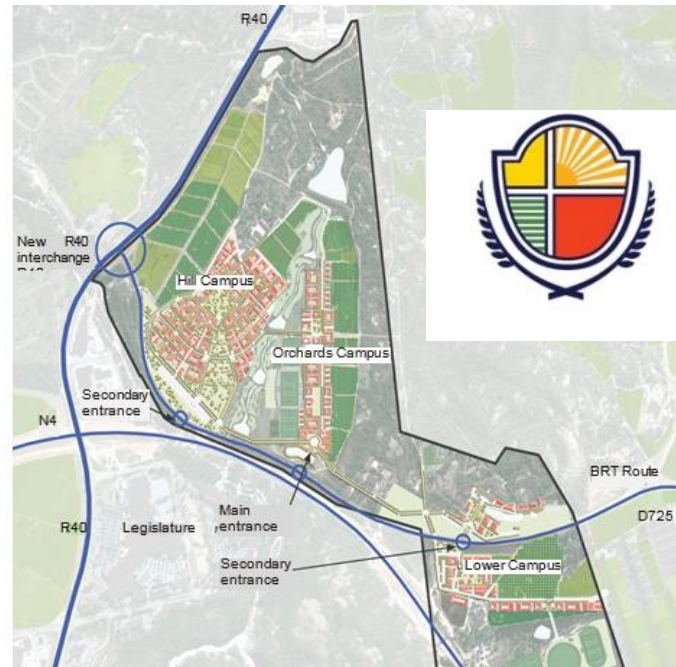 R40
New R40
interchange
Hill Campus
Orchards Campus
Secondary
entrance
N4
R40
Legislature
Main
entrance
BRT Route
D725
Secondary
entrance
Lower Campus